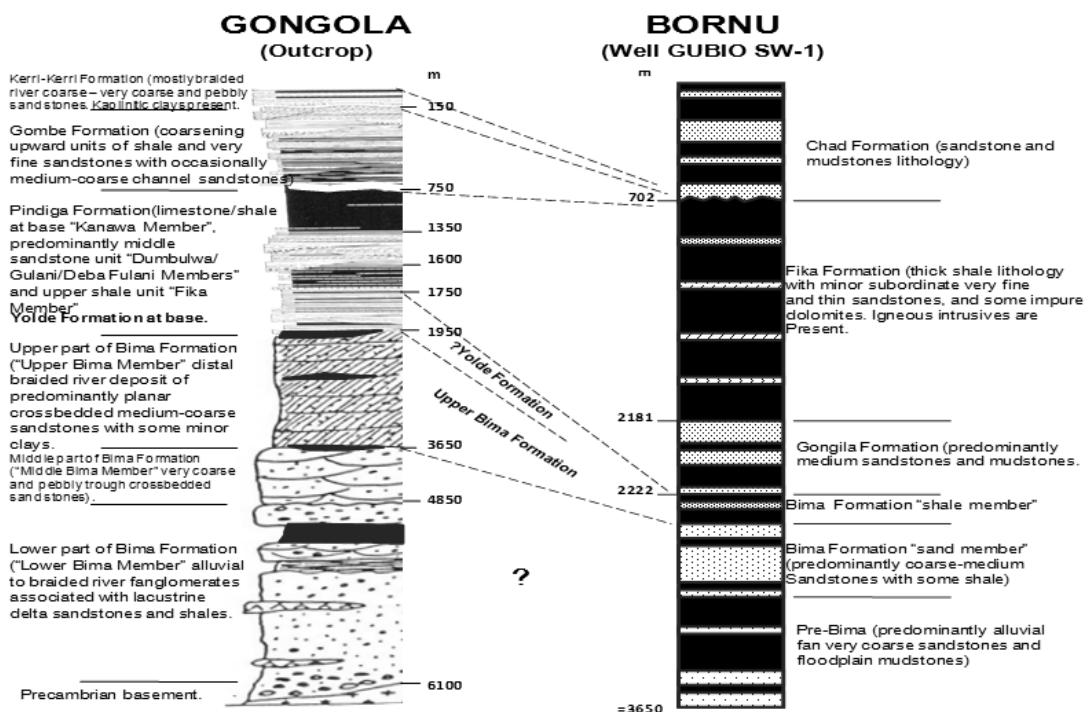 GONGOLA
(Outcrop)
Kerri-Kerri Formation (mostly braided
river coarse – very coarse and pebbly
sandstones. Kaolinitic clays present.
Gombe Formation (coarsening
upward units of shale and very
fine sandstones with occasionally
medium-coarse channel sandstones)
Pindiga Formation(limestone/shale
at base “Kanawa Member”,
predominantly middle
sandstone unit “Dumbulwa/
Gulani/Deba Fulani Members”
and upper shale unit “Fika
Member”
Yolde Formation at base.
Upper part of Bima Formation
(“Upper Bima Member” distal
braided river deposit of
predominantly planar
crossbedded medium-coarse
sandstones with some minor
clays.
Middle part of Bima Formation
(“Middle Bima Member” very coarse
and pebbly trough crossbedded
sandstones).
Lower part of Bima Formation
(“Lower Bima Member” alluvial
to braided river fanglomerates
associated with lacustrine
delta sandstones and shales.
Precambrian basement.
m
150
750
1350
1600
1750
1950
3650
4850
6100
?Yolde Formation
Upper Bima Formation
?
BORNU
(Well GUBIO SW-1)
m
702
2181
2222
=3650
Chad Formation (sandstone and
mudstones lithology)
Fika Formation (thick shale lithology
with minor subordinate very fine
and thin sandstones, and some impure
dolomites. Igneous intrusives are
Present.
Gongila Formation (predominantly
medium sandstones and mudstones.
Bima Formation “shale member”
Bima Formation “sand member”
(predominantly coarse-medium
Sandstones with some shale)
Pre-Bima (predominantly alluvial
fan very coarse sandstones and
floodplain mudstones)